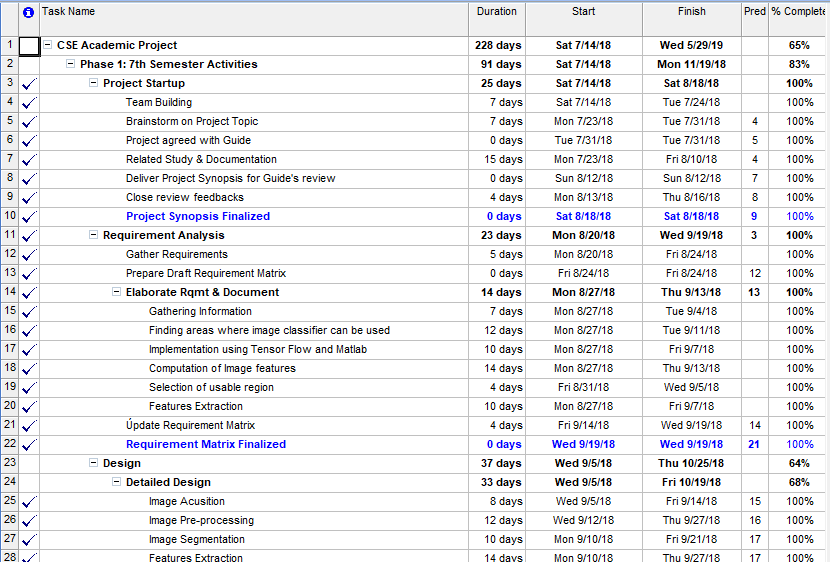 Task Name Duration Start Finish Pred % Complete
1 CSE Academic Project 228 days Sat 7/14/18 Wed 5/29/19 65%
2 Phase 1: 7th Semester Activities 91 days Sat 7/14/18 Mon 11/19/18 83%
3 Project Startup 25 days Sat 7/14/18 Sat 8/18/18 100%
4 Team Building 7 days Sat 7/14/18 Tue 7/24/18 100%
5 Brainstorm on Project Topic 7 days Mon 7/23/18 Tue 7/31/18 4 100%
6 Project agreed with Guide 0 days Tue 7/31/18 Tue 7/31/18 5 100%
7 Related Study & Documentation 15 days Mon 7/23/18 Fri 8/10/18 4 100%
8 Deliver Project Synopsis for Guide's review 0 days Sun 8/12/18 Sun 8/12/18 7 100%
9 Close review feedbacks 4 days Mon 8/13/18 Thu 8/16/18 8 100%
10 Project Synopsis Finalized 0 days Sat 8/18/18 Sat 8/18/18 9 100%
11 Requirement Analysis 23 days Mon 8/20/18 Wed 9/19/18 3 100%
12 Gather Requirements 5 days Mon 8/20/18 Fri 8/24/18 100%
13 Prepare Draft Requirement Matrix 0 days Fri 8/24/18 Fri 8/24/18 12 100%
14 Elaborate Rqmt & Document 14 days Mon 8/27/18 Thu 9/13/18 13 100%
15 Gathering Information 7 days Mon 8/27/18 Tue 9/4/18 100%
16 Finding areas where image classifier can be used 12 days Mon 8/27/18 Tue 9/11/18 100%
17 Implementation using Tensor Flow and Matlab 10 days Mon 8/27/18 Fri 9/7/18 100%
18 Computation of Image features 14 days Mon 8/27/18 Thu 9/13/18 100%
19 Selection of usable region 4 days Fri 8/31/18 Wed 9/5/18 100%
20 Features Extraction 10 days Mon 8/27/18 Fri 9/7/18 100%
21 Update Requirement Matrix 4 days Fri 9/14/18 Wed 9/19/18 14 100%
22 Requirement Matrix Finalized 0 days Wed 9/19/18 Wed 9/19/18 21 100%
23 Design 37 days Wed 9/5/18 Thu 10/25/18 64%
24 Detailed Design 33 days Wed 9/5/18 Fri 10/19/18 68%
25 Image Acusition 8 days Wed 9/5/18 Fri 9/14/18 15 100%
26 Image Pre-processing 12 days Wed 9/12/18 Thu 9/27/18 16 100%
27 Image Segmentation 10 days Mon 9/10/18 Fri 9/21/18 17 100%
28 Features Extraction 14 days Mon 9/10/18 Thu 9/27/18 17 100%